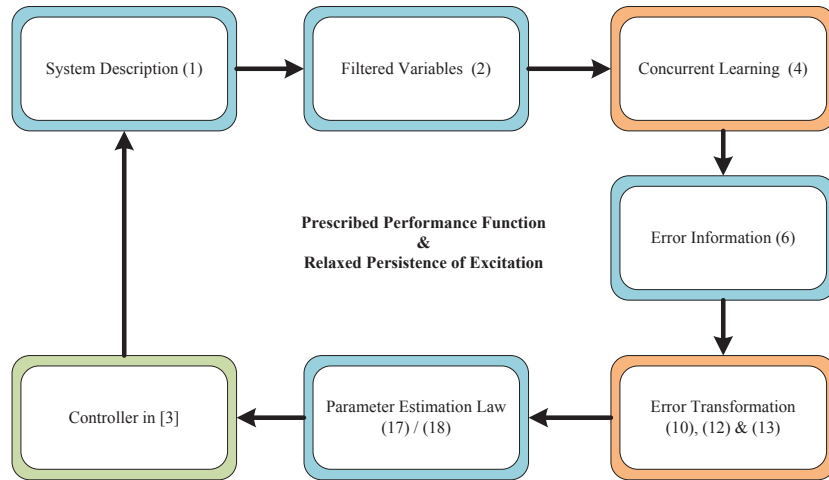 System Description (1)
Filtered Variables (2)
Concurrent Learning (4)
Error Information (6)
Prescribed Performance Function
&
Relaxed Persistence of Excitation
Controller in [3]
Parameter Estimation Law
(17) / (18)
Error Transformation
(10), (12) & (13)